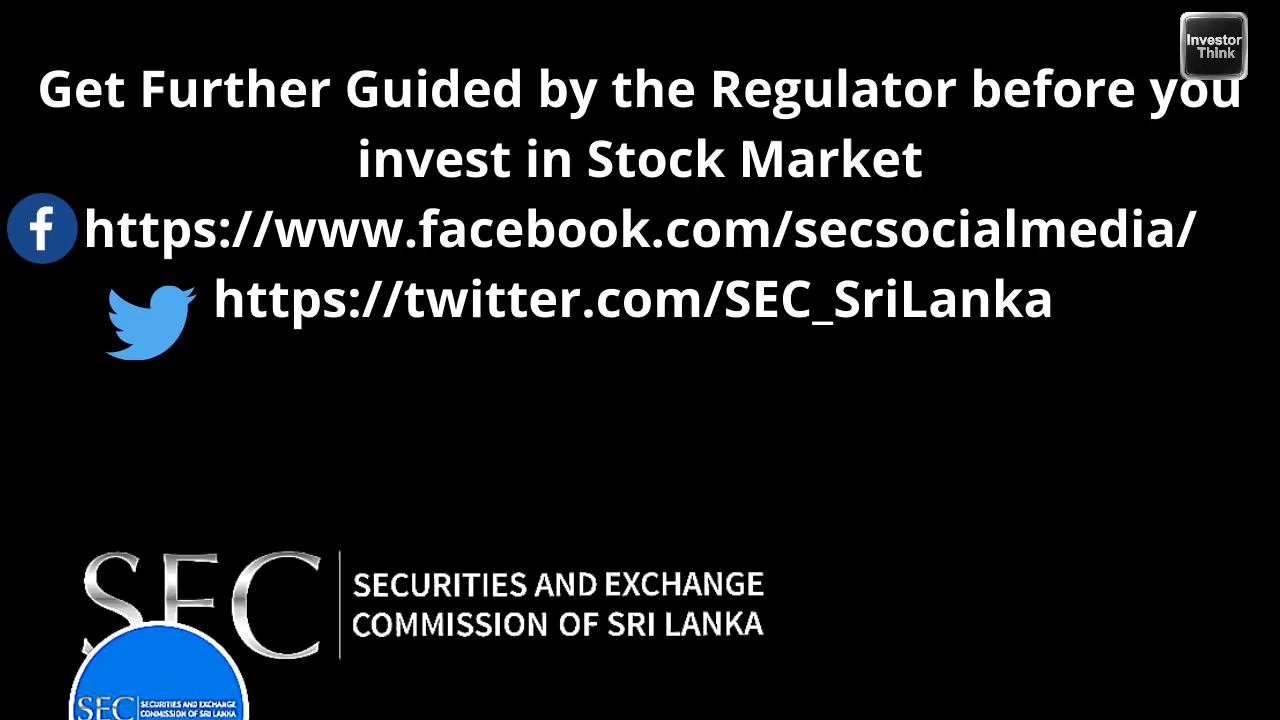 Investor
Think
Get Further Guided by the Regulator before you
invest in Stock Market
https://www.facebook.com/secsocialmedia/
https://twitter.com/SEC_SriLanka
SEC
SECURITIES AND EXCHANGE
COMMISSION OF SRI LANKA
SEC
SECURITIES AND EXCHANGE
COMMISSION OF SRI LANKA